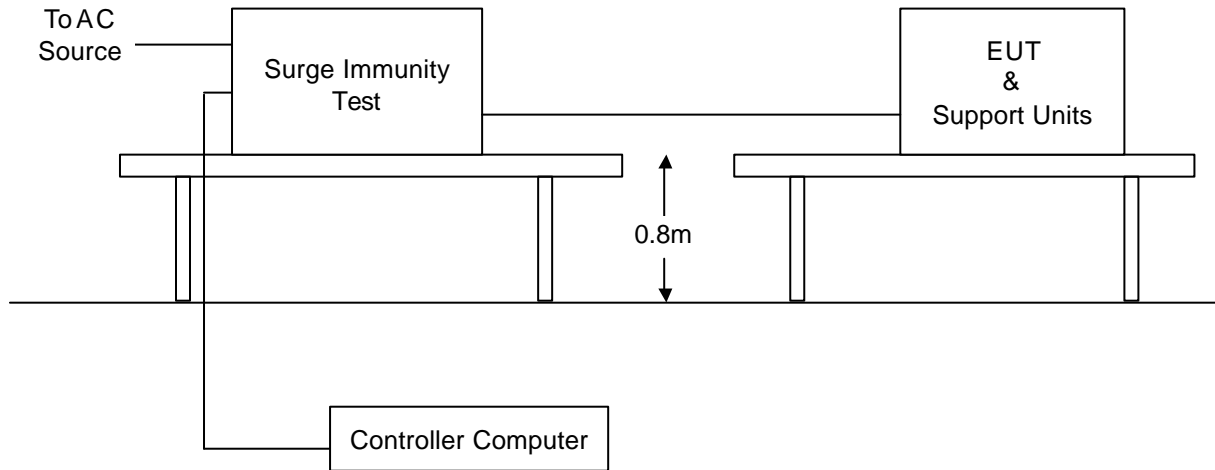 To AC
Source
Surge Immunity
Test
EUT
&
Support Units
0.8m
Controller Computer